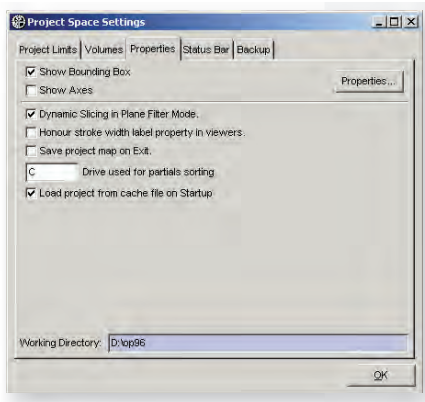 Project Space Settings
Project Limits Volumes Properties Status Bar Backup
Show Bounding Box
Properties...
Show Axes
Dynamic Slicing in Plane Filter Mode.
Honour stroke width label property in viewers.
Save project map on Exit.
C Drive used for partials sorting
Load project from cache file on Startup
Working Directory: D:\op96
OK